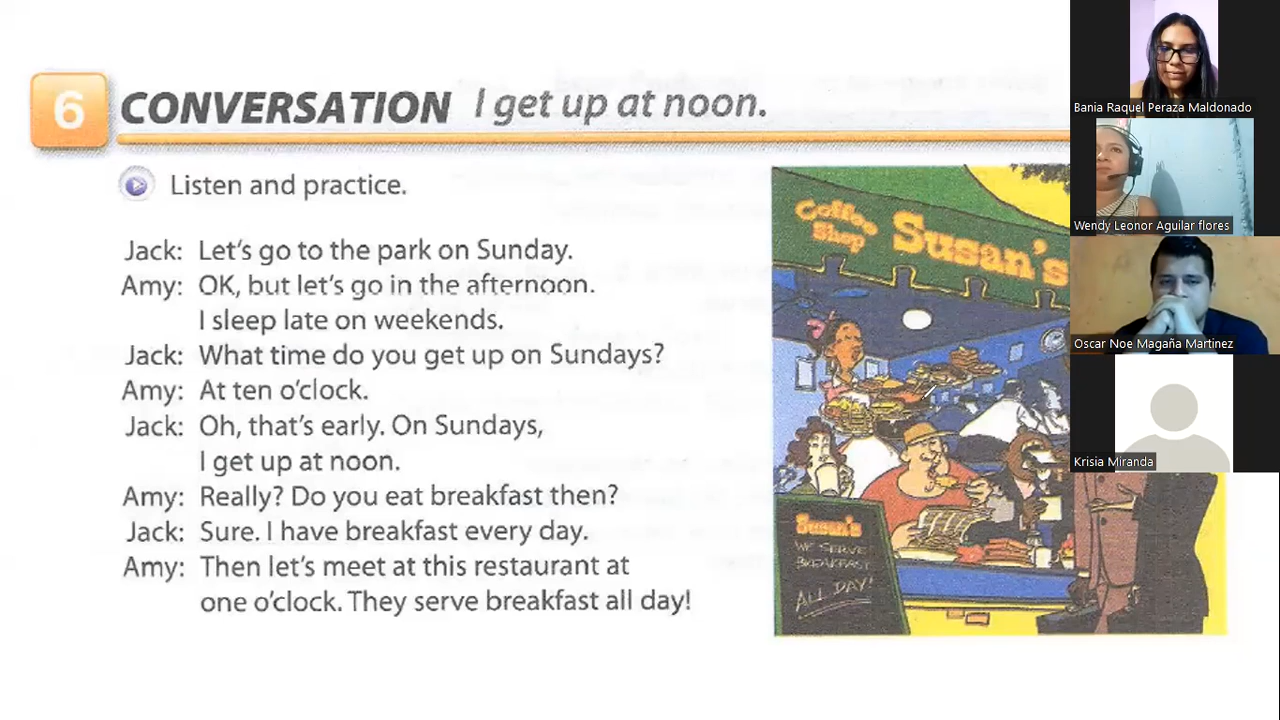 6 CONVERSATION I get up at noon.
Listen and practice.
Jack: Let's go to the park on Sunday.
Amy: OK, but let's go in the afternoon.
I sleep late on weekends.
Jack: What time do you get up on Sundays?
Amy: At ten o'clock.
Jack: Oh, that's early. On Sundays,
I get up at noon.
Amy: Really? Do you eat breakfast then?
Jack: Sure. I have breakfast every day.
Amy: Then let's meet at this restaurant at
one o'clock. They serve breakfast all day!
Coffee
Shop
Susan's
Susan's
WE SERVE
BREAKFAST
ALL DAY!
Bania Raquel Peraza Maldonado
Wendy Leonor Aguilar flores
Oscar Noe Magaña Martinez
Krisia Miranda